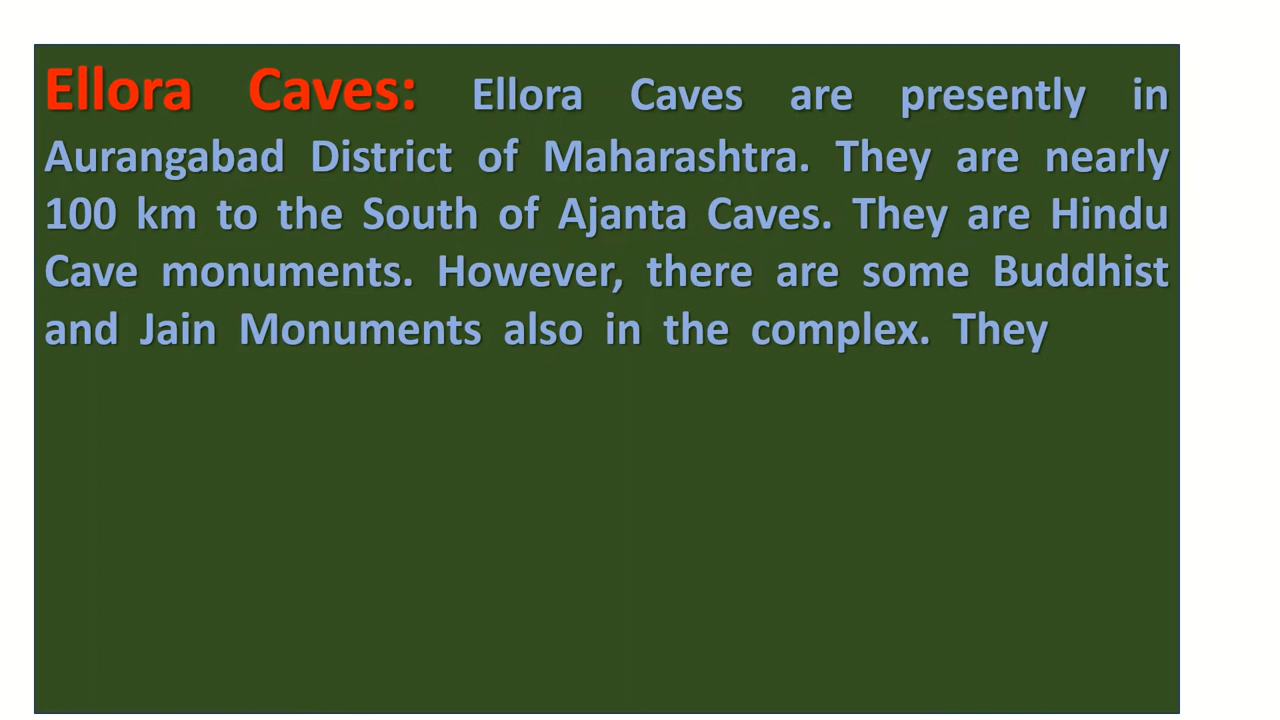 Ellora Caves: Ellora Caves are presently in
Aurangabad District of Maharashtra. They are nearly
100 km to the South of Ajanta Caves. They are Hindu
Cave monuments. However, there are some Buddhist
and Jain Monuments also in the complex. They